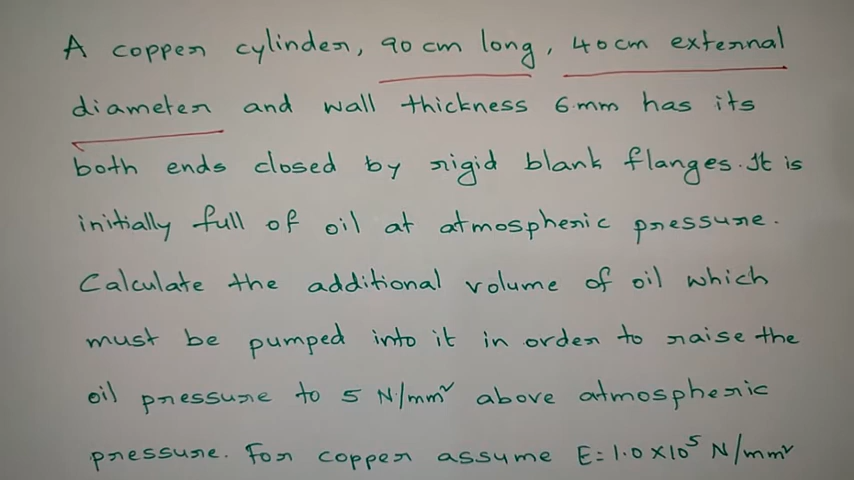 A copper cylinder, 90 cm long, 40 cm external
diameter and wall thickness 6 mm has its
both ends closed by rigid blank flanges. It is
initially full of oil at atmospheric pressure.
Calculate the additional volume of oil which
must be pumped into it in order to raise the
oil pressure to 5 N/mm² above atmospheric
pressure. For copper assume E = 1.0 × 10⁵ N/mm²